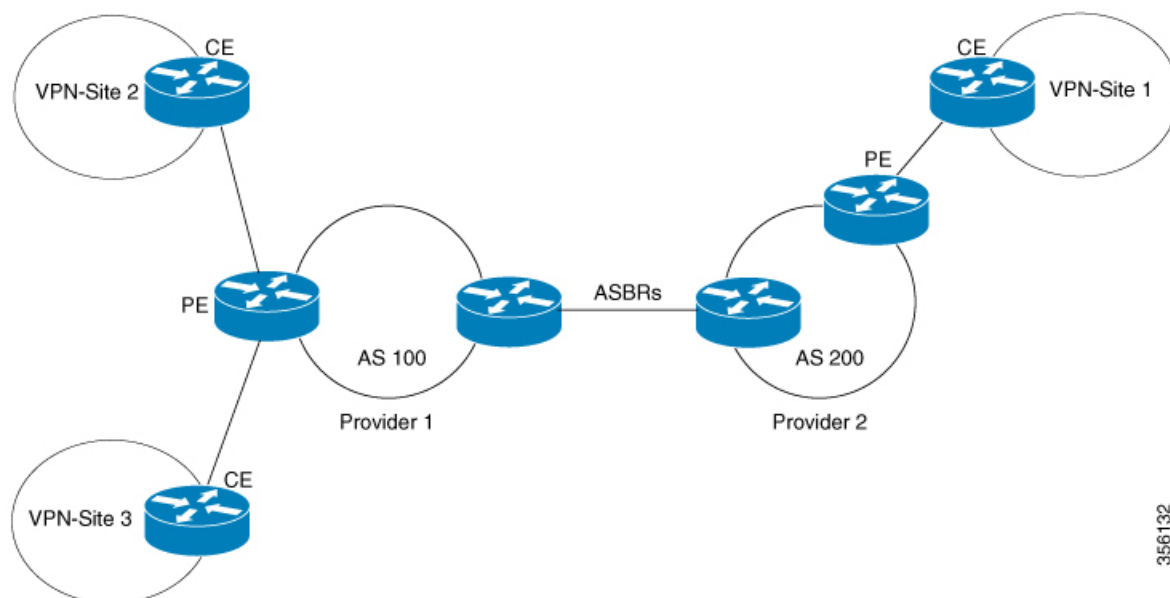 CE
VPN-Site 2
CE
VPN-Site 1
PE
PE
ASBRs
AS 100
AS 200
Provider 1
Provider 2
CE
VPN-Site 3
356132